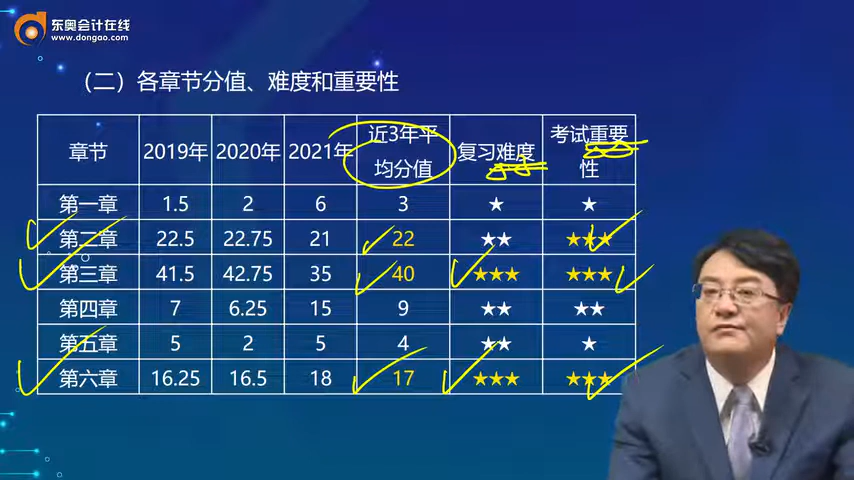 东奥会计在线
www.dongao.com
（二）各章节分值、难度和重要性
章节 2019年 2020年 2021年 近3年平均分值 复习难度 考试重要性
第一章 1.5 2 6 3 ★ ★
第二章 22.5 22.75 21 22 ★★ ★★★
第三章 41.5 42.75 35 40 ★★★ ★★★
第四章 7 6.25 15 9 ★★ ★★
第五章 5 2 5 4 ★★ ★
第六章 16.25 16.5 18 17 ★★★ ★★★